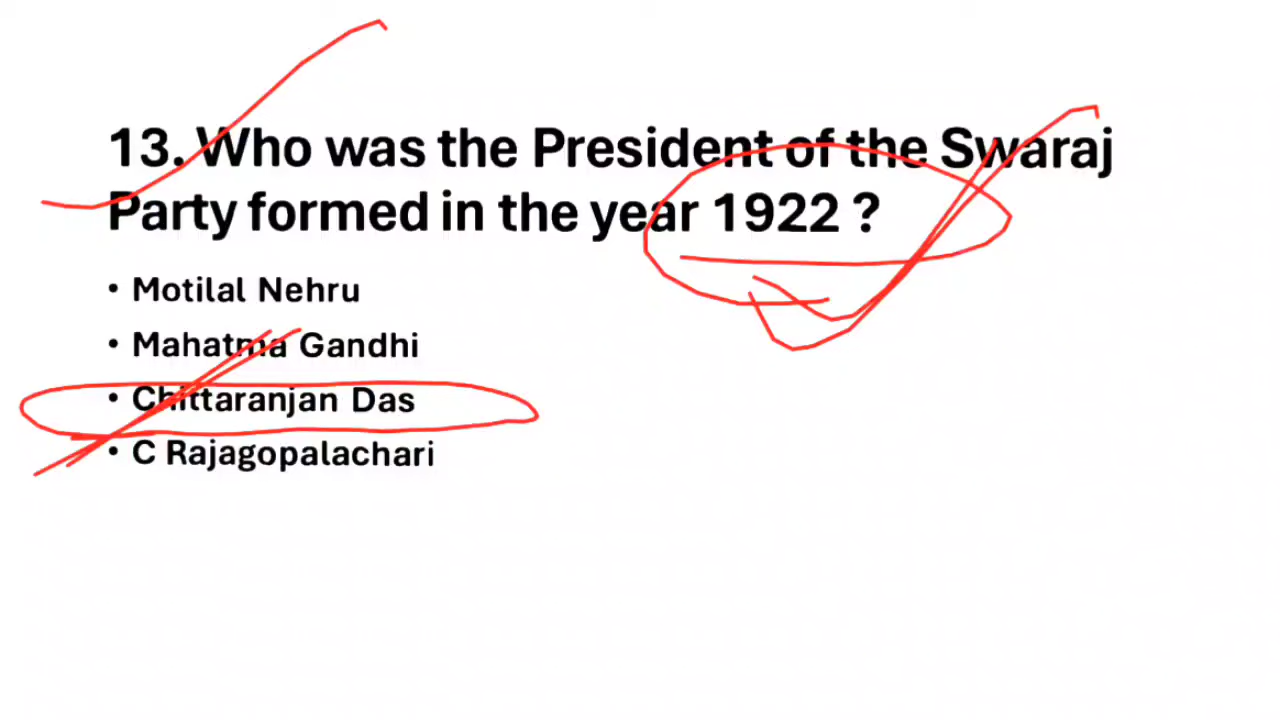 13. Who was the President of the Swaraj
Party formed in the year 1922 ?
• Motilal Nehru
• Mahatma Gandhi
• Chittaranjan Das
• C Rajagopalachari